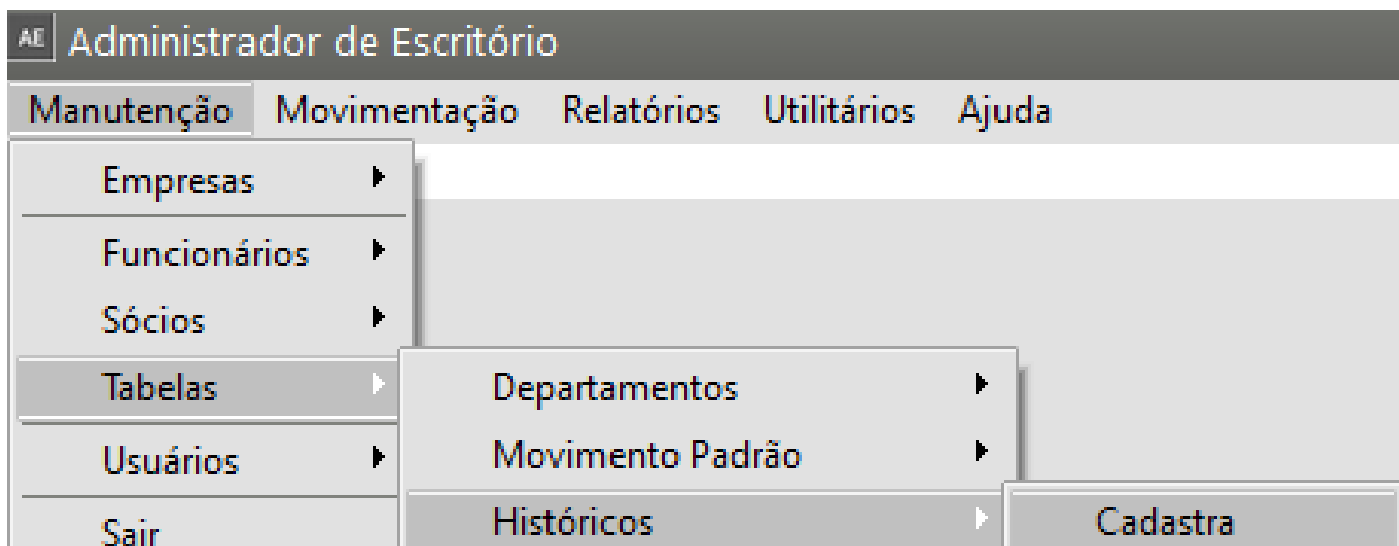 AE Administrador de Escritório
Manutenção Movimentação Relatórios Utilitários Ajuda
Empresas
Funcionários
Sócios
Tabelas
Departamentos
Usuários
Movimento Padrão
Sair
Históricos
Cadastra